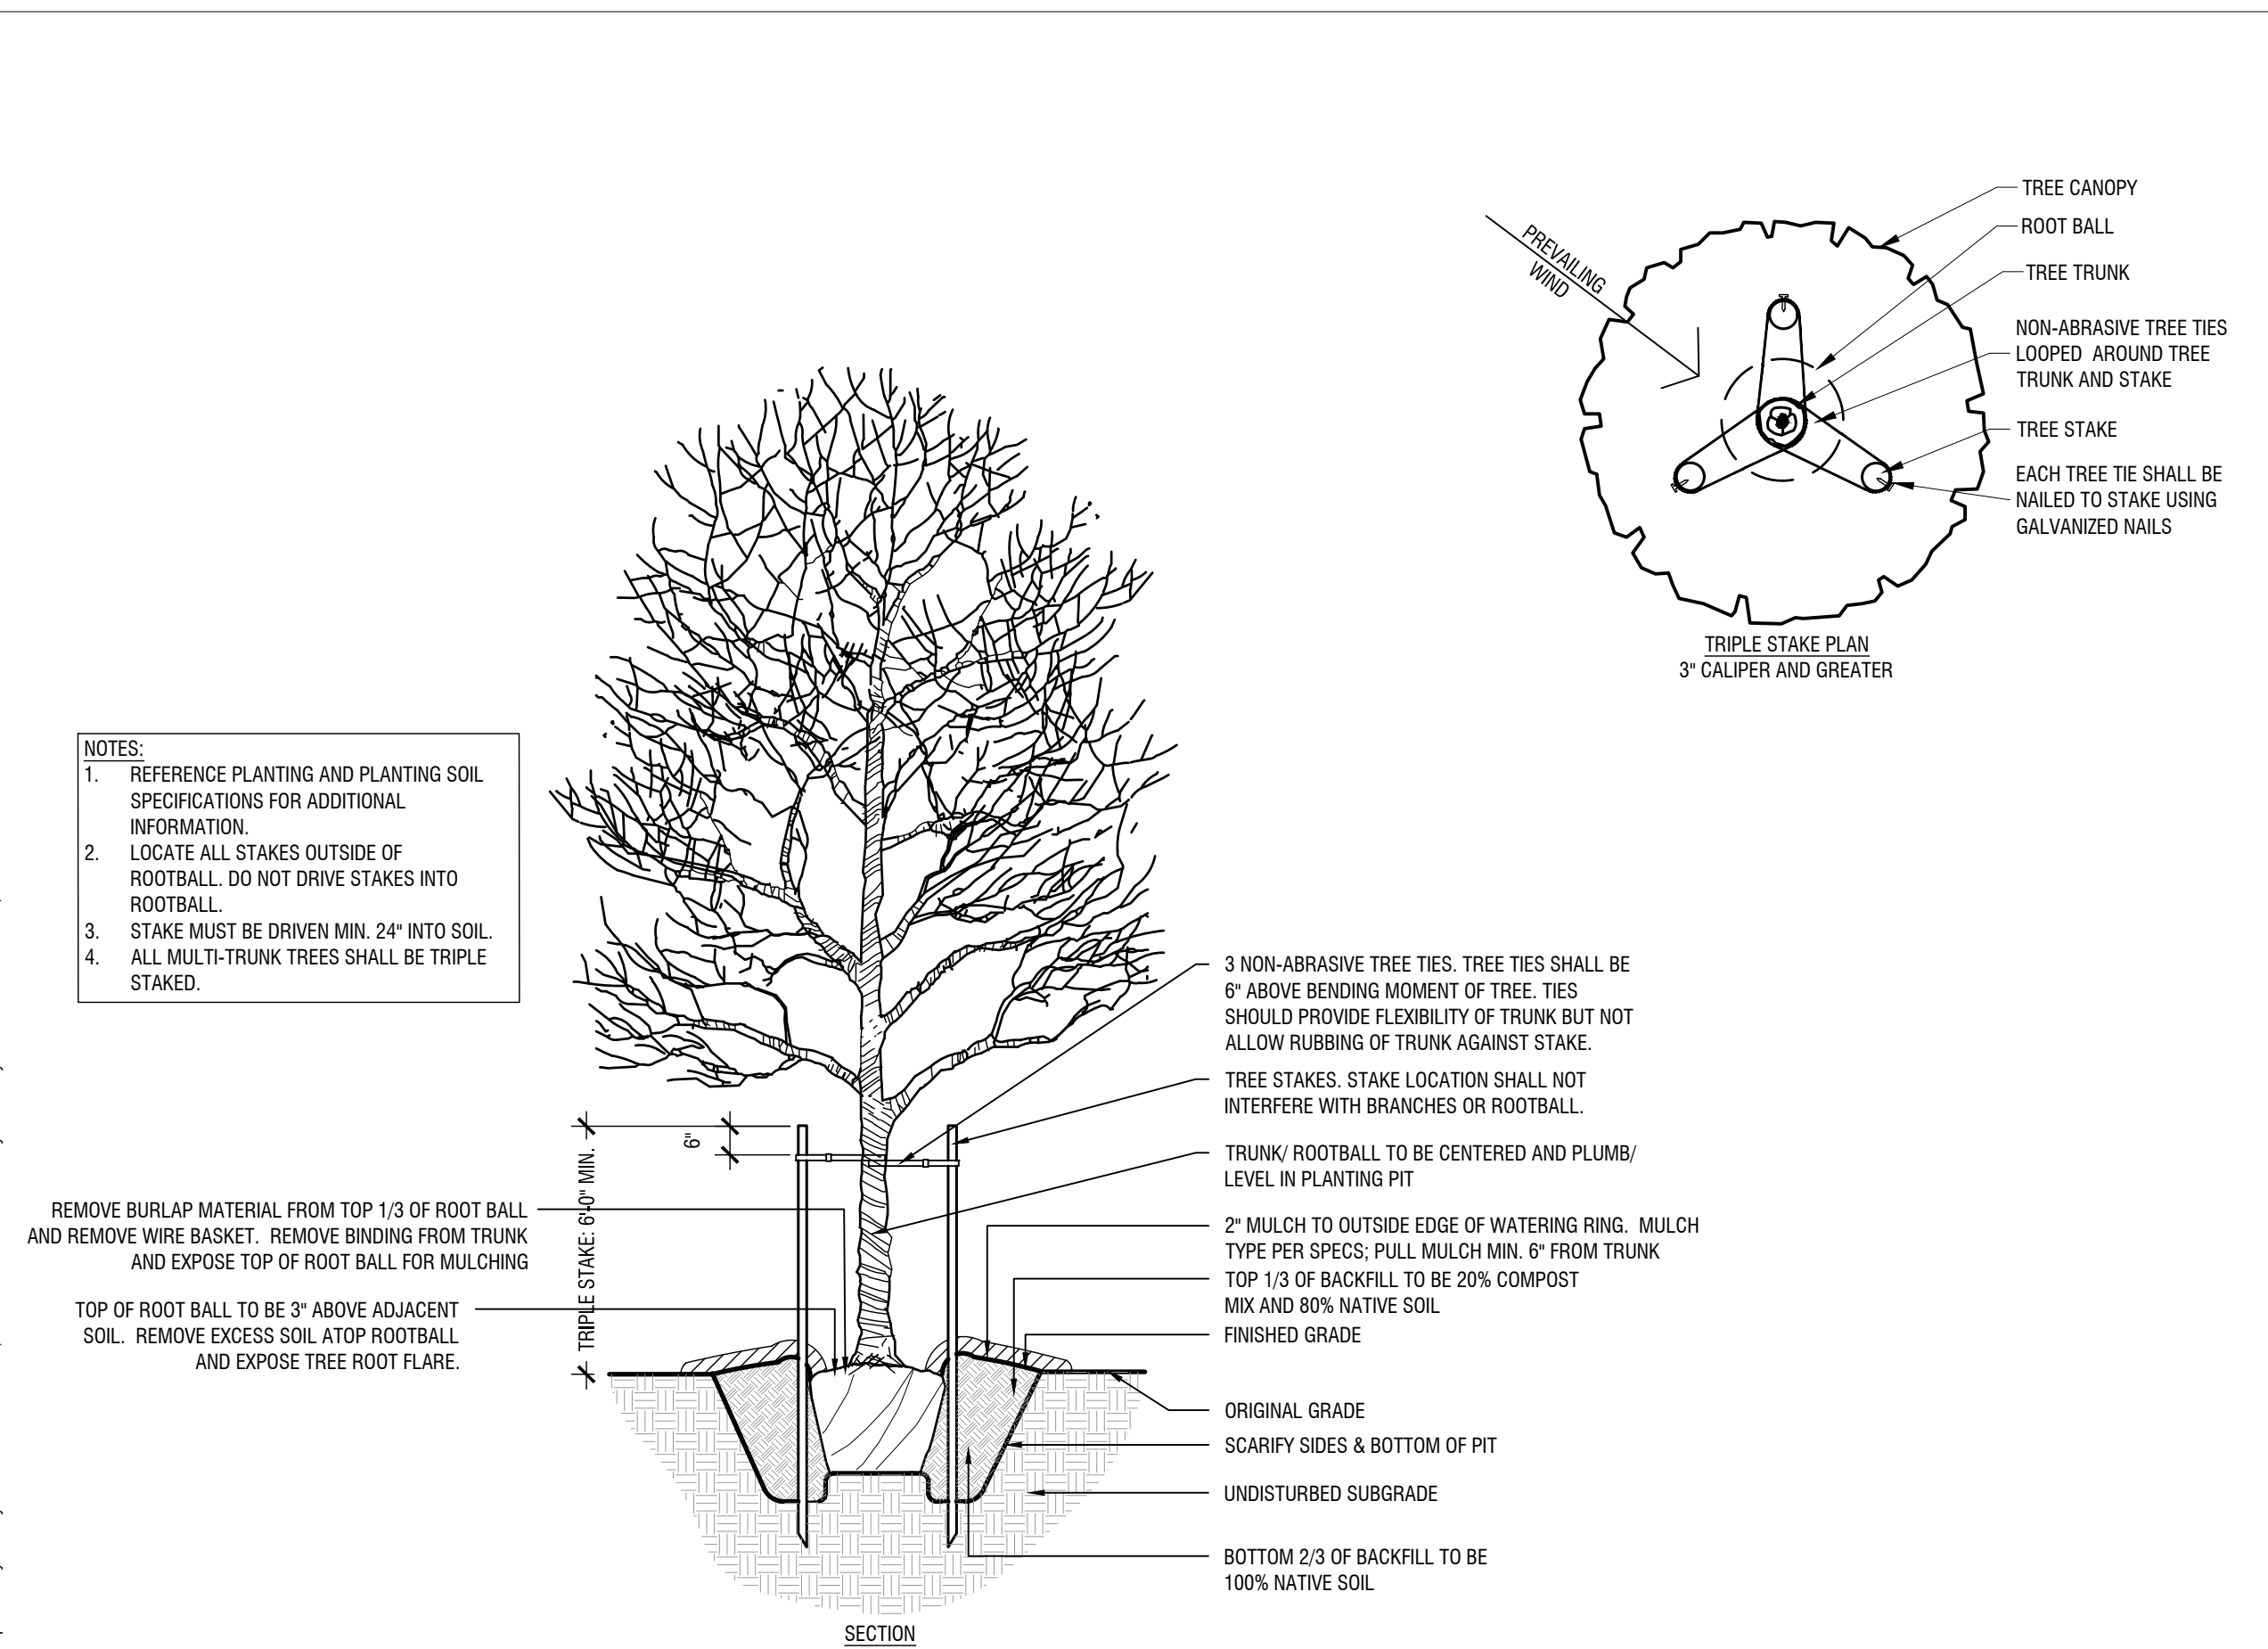 TREE CANOPY
ROOT BALL
TREE TRUNK
NON-ABRASIVE TREE TIES
LOOPED AROUND TREE
TRUNK AND STAKE
TREE STAKE
EACH TREE TIE SHALL BE
NAILED TO STAKE USING
GALVANIZED NAILS
PREVAILING
WIND
TRIPLE STAKE PLAN
3" CALIPER AND GREATER
NOTES:
1. REFERENCE PLANTING AND PLANTING SOIL
SPECIFICATIONS FOR ADDITIONAL
INFORMATION.
2. LOCATE ALL STAKES OUTSIDE OF
ROOTBALL. DO NOT DRIVE STAKES INTO
ROOTBALL.
3. STAKE MUST BE DRIVEN MIN. 24" INTO SOIL.
4. ALL MULTI-TRUNK TREES SHALL BE TRIPLE
STAKED.
3 NON-ABRASIVE TREE TIES. TREE TIES SHALL BE
6" ABOVE BENDING MOMENT OF TREE. TIES
SHOULD PROVIDE FLEXIBILITY OF TRUNK BUT NOT
ALLOW RUBBING OF TRUNK AGAINST STAKE.
TREE STAKES. STAKE LOCATION SHALL NOT
INTERFERE WITH BRANCHES OR ROOTBALL.
TRUNK/ ROOTBALL TO BE CENTERED AND PLUMB/
LEVEL IN PLANTING PIT
2" MULCH TO OUTSIDE EDGE OF WATERING RING. MULCH
TYPE PER SPECS; PULL MULCH MIN. 6" FROM TRUNK
TOP 1/3 OF BACKFILL TO BE 20% COMPOST
MIX AND 80% NATIVE SOIL
FINISHED GRADE
ORIGINAL GRADE
SCARIFY SIDES & BOTTOM OF PIT
UNDISTURBED SUBGRADE
BOTTOM 2/3 OF BACKFILL TO BE
100% NATIVE SOIL
6"
TRIPLE STAKE: 6'-0" MIN.
REMOVE BURLAP MATERIAL FROM TOP 1/3 OF ROOT BALL
AND REMOVE WIRE BASKET. REMOVE BINDING FROM TRUNK
AND EXPOSE TOP OF ROOT BALL FOR MULCHING
TOP OF ROOT BALL TO BE 3" ABOVE ADJACENT
SOIL. REMOVE EXCESS SOIL ATOP ROOTBALL
AND EXPOSE TREE ROOT FLARE.
SECTION